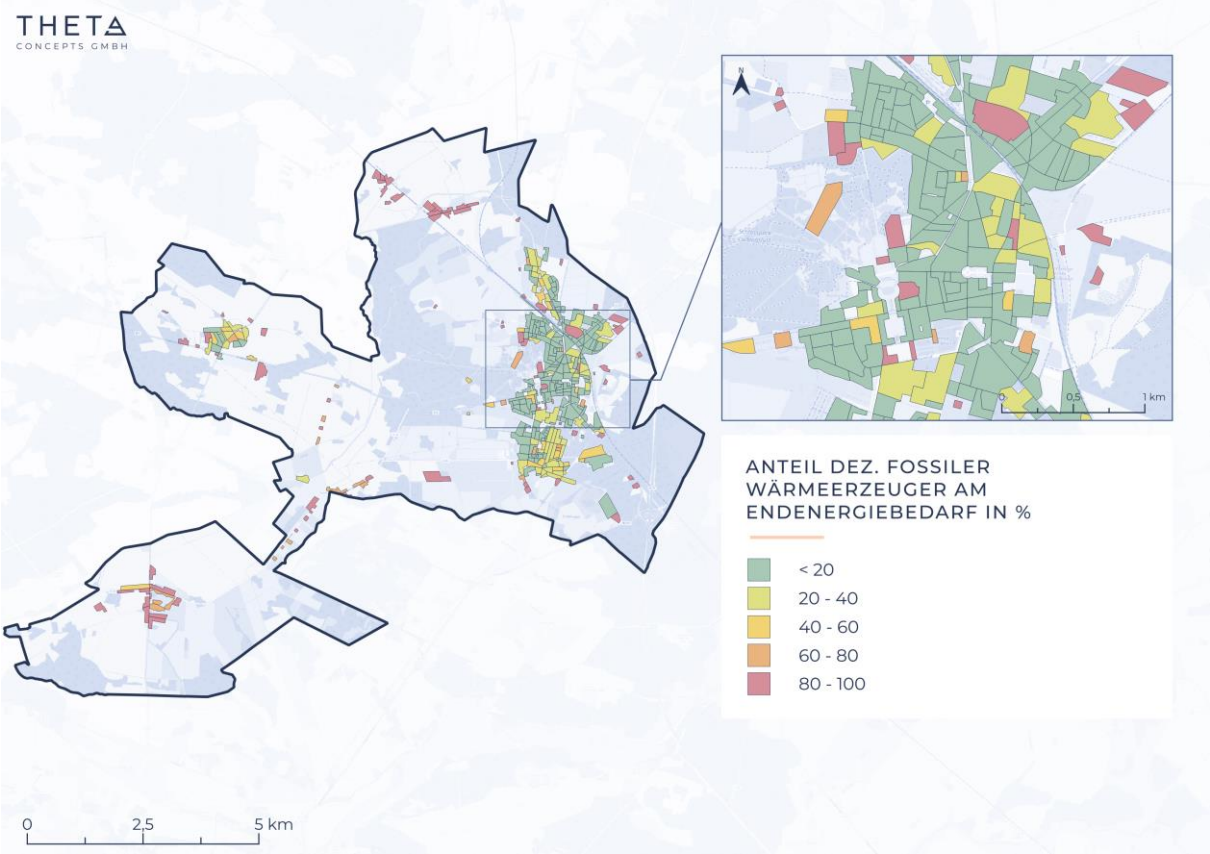 THETA
CONCEPTS GMBH
N
0 0,5 1 km
ANTEIL DEZ. FOSSILER
WÄRMEERZEUGER AM
ENDENERGIEBEDARF IN %
< 20
20 - 40
40 - 60
60 - 80
80 - 100
0 2,5 5 km